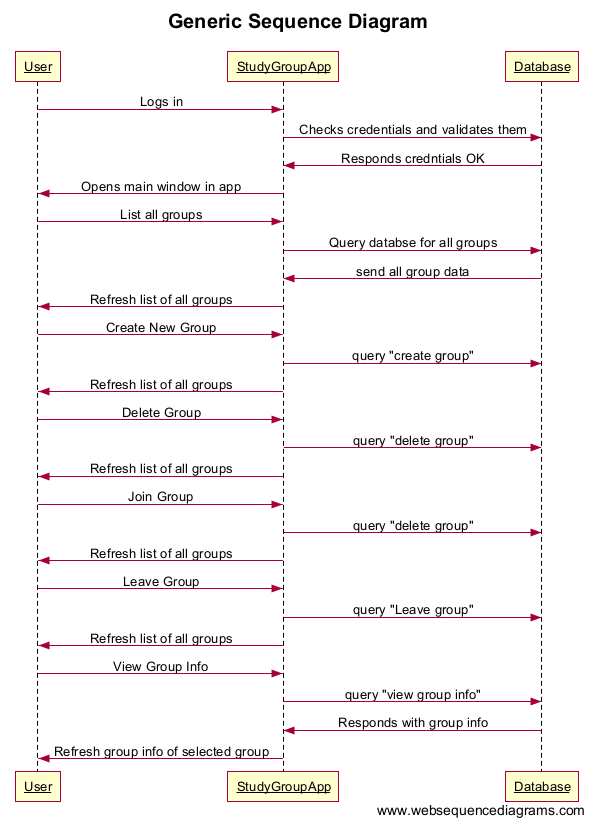 Generic Sequence Diagram
User StudyGroupApp Database
Logs in
Checks credentials and validates them
Responds credntials OK
Opens main window in app
List all groups
Query databse for all groups
send all group data
Refresh list of all groups
Create New Group
query "create group"
Refresh list of all groups
Delete Group
query "delete group"
Refresh list of all groups
Join Group
query "delete group"
Refresh list of all groups
Leave Group
query "Leave group"
Refresh list of all groups
View Group Info
query "view group info"
Responds with group info
Refresh group info of selected group
User StudyGroupApp Database
www.websequencediagrams.com